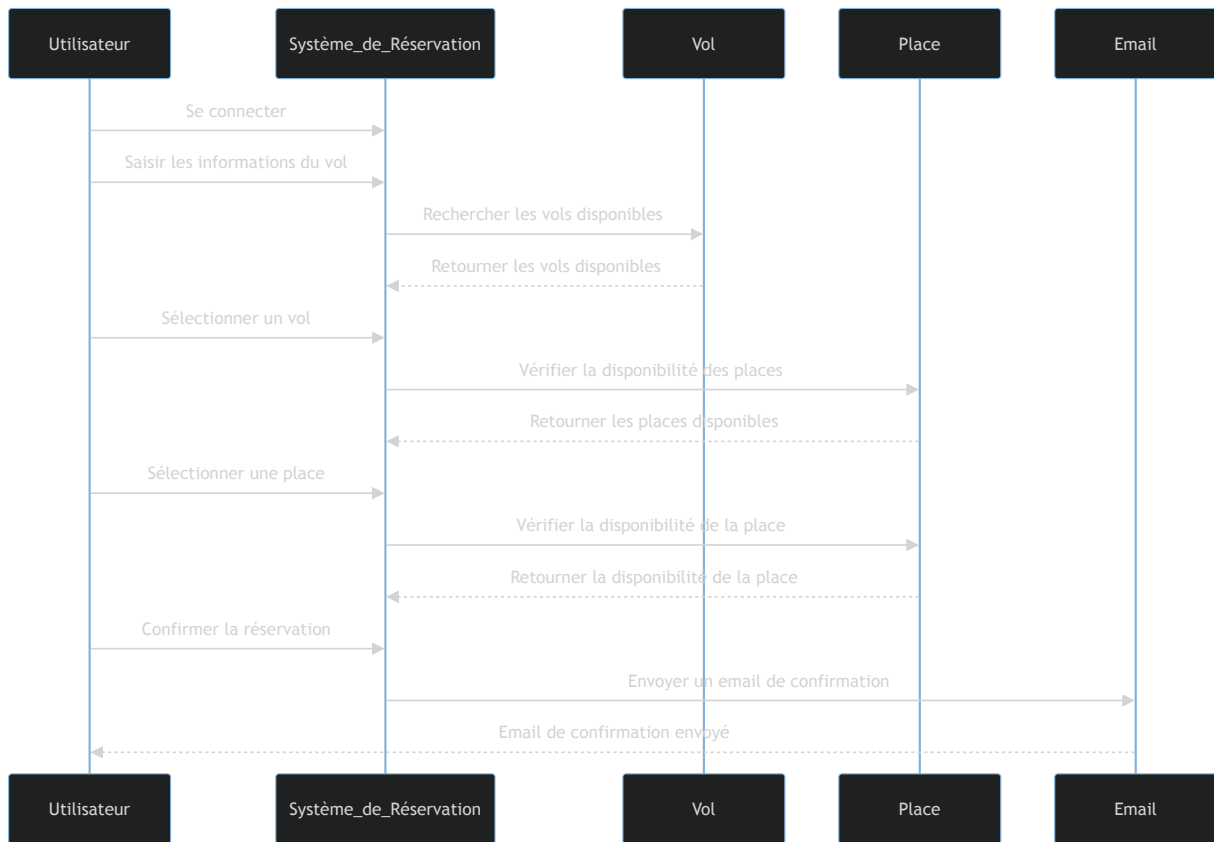 Utilisateur
Système_de_Réservation
Vol
Place
Email
Se connecter
Saisir les informations du vol
Rechercher les vols disponibles
Retourner les vols disponibles
Sélectionner un vol
Vérifier la disponibilité des places
Retourner les places disponibles
Sélectionner une place
Vérifier la disponibilité de la place
Retourner la disponibilité de la place
Confirmer la réservation
Envoyer un email de confirmation
Email de confirmation envoyé
Utilisateur
Système_de_Réservation
Vol
Place
Email